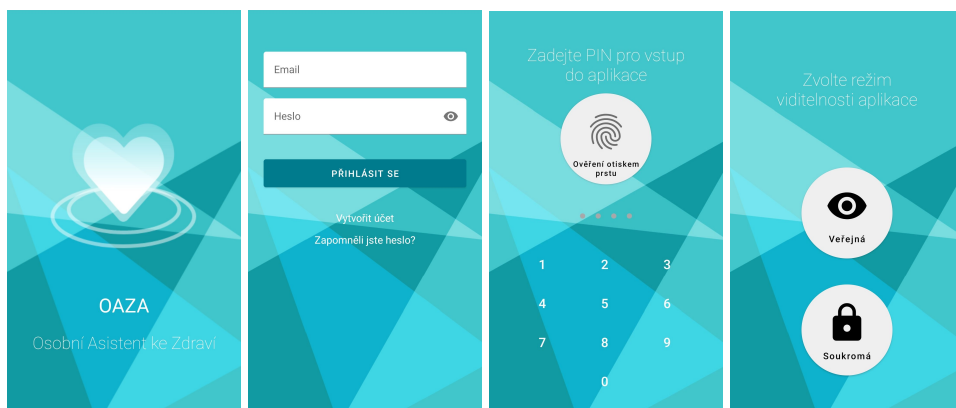 OAZA
Osobní Asistent ke Zdraví
Email
Heslo
PŘIHLÁSIT SE
Vytvořit účet
Zapomněli jste heslo?
Zadejte PIN pro vstup
do aplikace
Ověření otiskem
prstu
1 2 3
4 5 6
7 8 9
0
Zvolte režim
viditelnosti aplikace
Veřejná
Soukromá